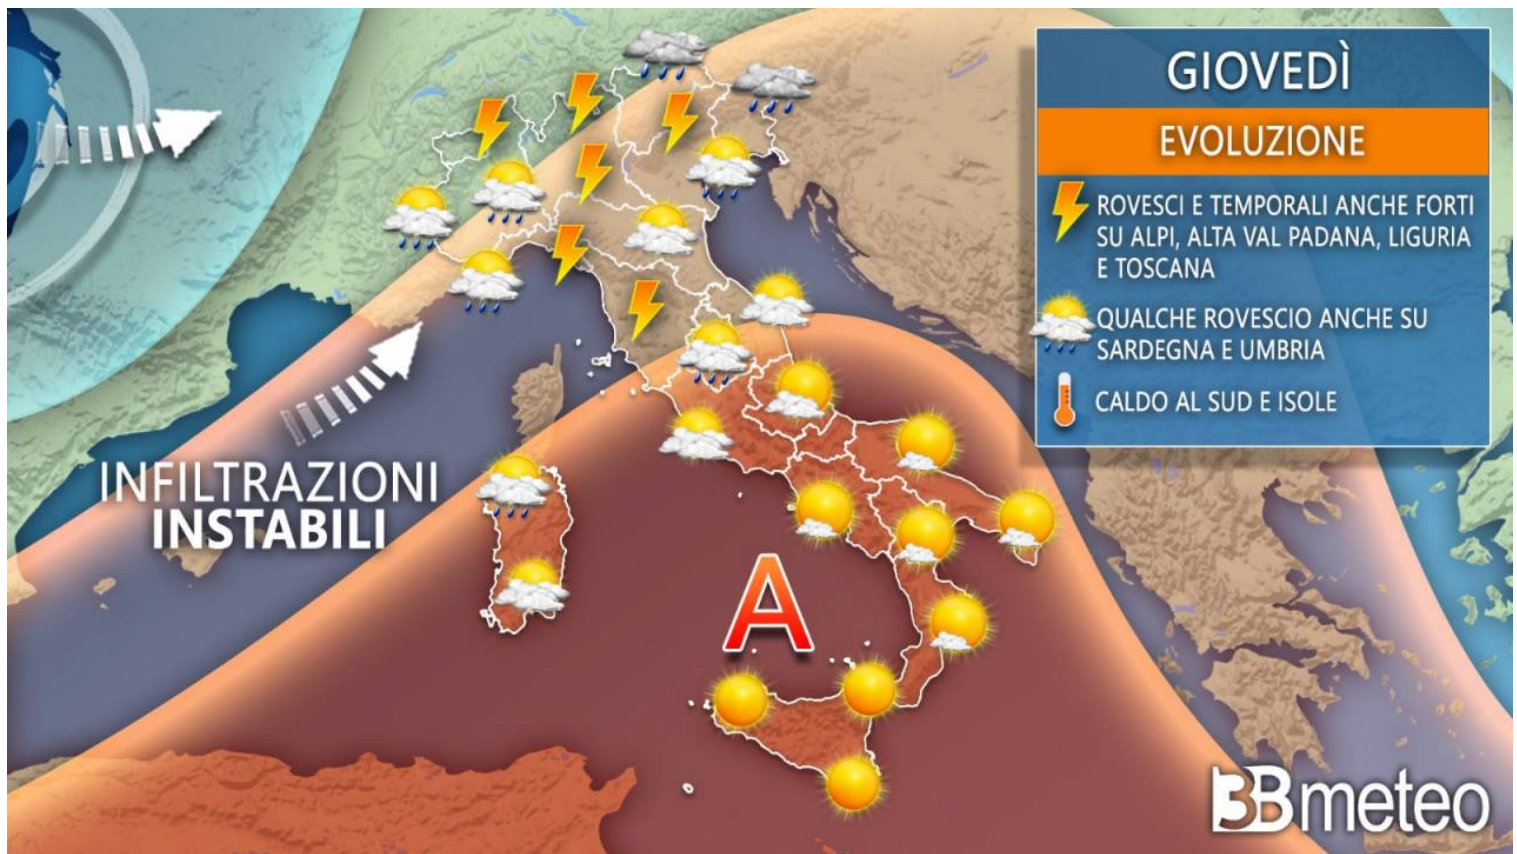 GIOVEDÌ
EVOLUZIONE
ROVESCI E TEMPORALI ANCHE FORTI
SU ALPI, ALTA VAL PADANA, LIGURIA
E TOSCANA
QUALCHE ROVESCIO ANCHE SU
SARDEGNA E UMBRIA
CALDO AL SUD E ISOLE
INFILTRAZIONI
INSTABILI
A
3Bmeteo